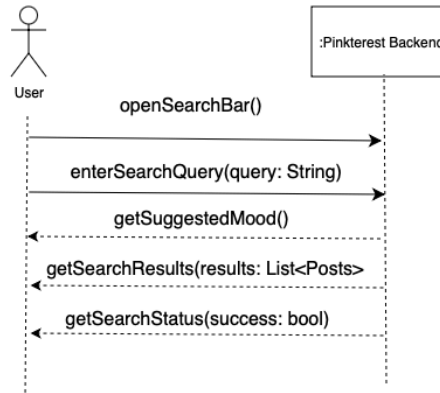 :Pinkterest Backend
User
openSearchBar()
enterSearchQuery(query: String)
getSuggestedMood()
getSearchResults(results: List<Posts>
getSearchStatus(success: bool)